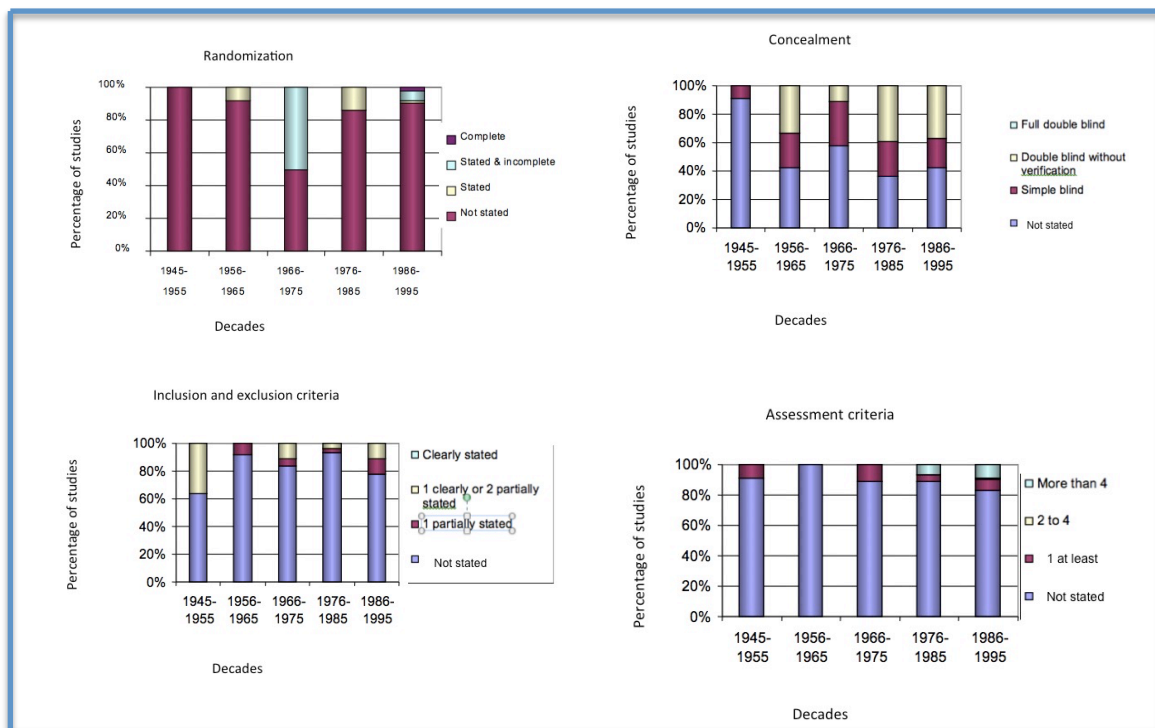 Randomization
100%
80%
60%
40%
20%
0%
Percentage of studies
1945-
1955
1956-
1965
1966-
1975
1976-
1985
1986-
1995
Decades
Complete
Stated & incomplete
Stated
Not stated
Concealment
100%
80%
60%
40%
20%
0%
Percentage of studies
1945-
1955
1956-
1965
1966-
1975
1976-
1985
1986-
1995
Decades
Full double blind
Double blind without
verification
Simple blind
Not stated
Inclusion and exclusion criteria
100%
80%
60%
40%
20%
0%
Percentage of studies
1945-
1955
1956-
1965
1966-
1975
1976-
1985
1986-
1995
Decades
Clearly stated
1 clearly or 2 partially
stated
1 partially stated
Not stated
Assessment criteria
100%
80%
60%
40%
20%
0%
Percentage of studies
1945-
1955
1956-
1965
1966-
1975
1976-
1985
1986-
1995
Decades
More than 4
2 to 4
1 at least
Not stated